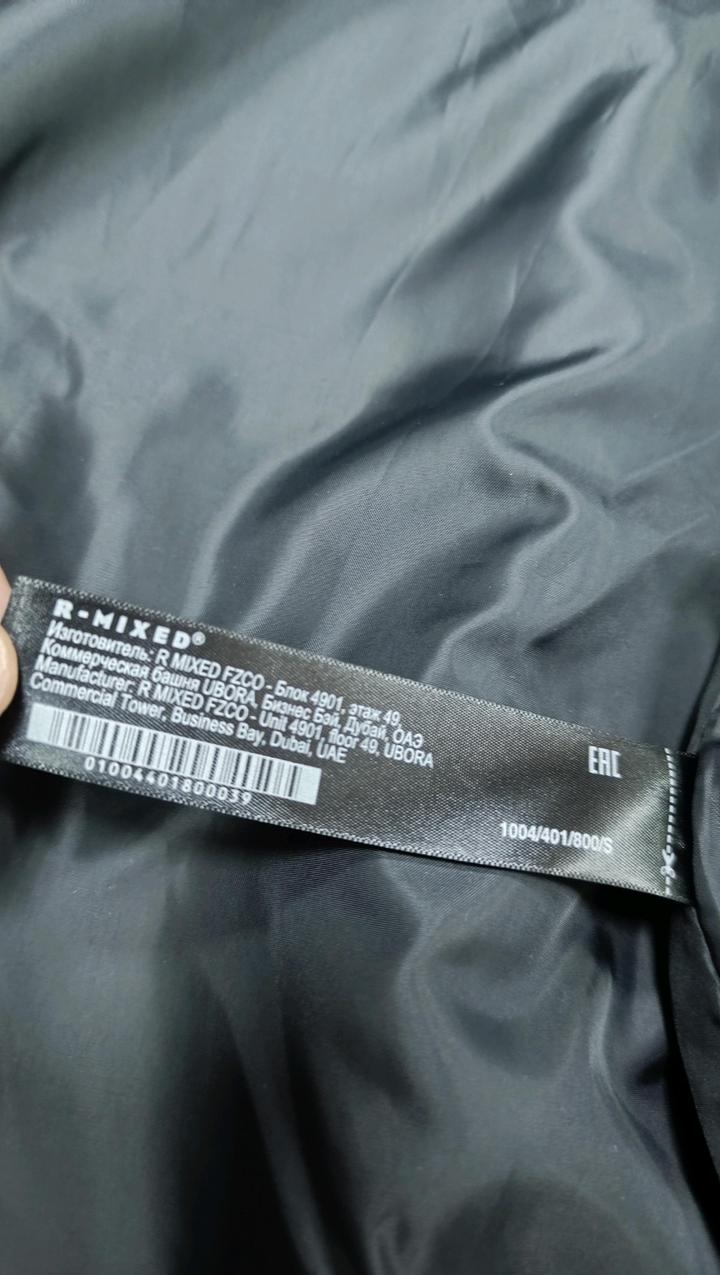 R-MIXED®
Изготовитель: R MIXED FZCO - Блок 4901, этаж 49,
Коммерческая башня UBORA, Бизнес Бэй, Дубай, ОАЭ
Manufacturer: R MIXED FZCO - Unit 4901, floor 49, UBORA
Commercial Tower, Business Bay, Dubai, UAE
01004401800039
EAC
1004/401/800/S